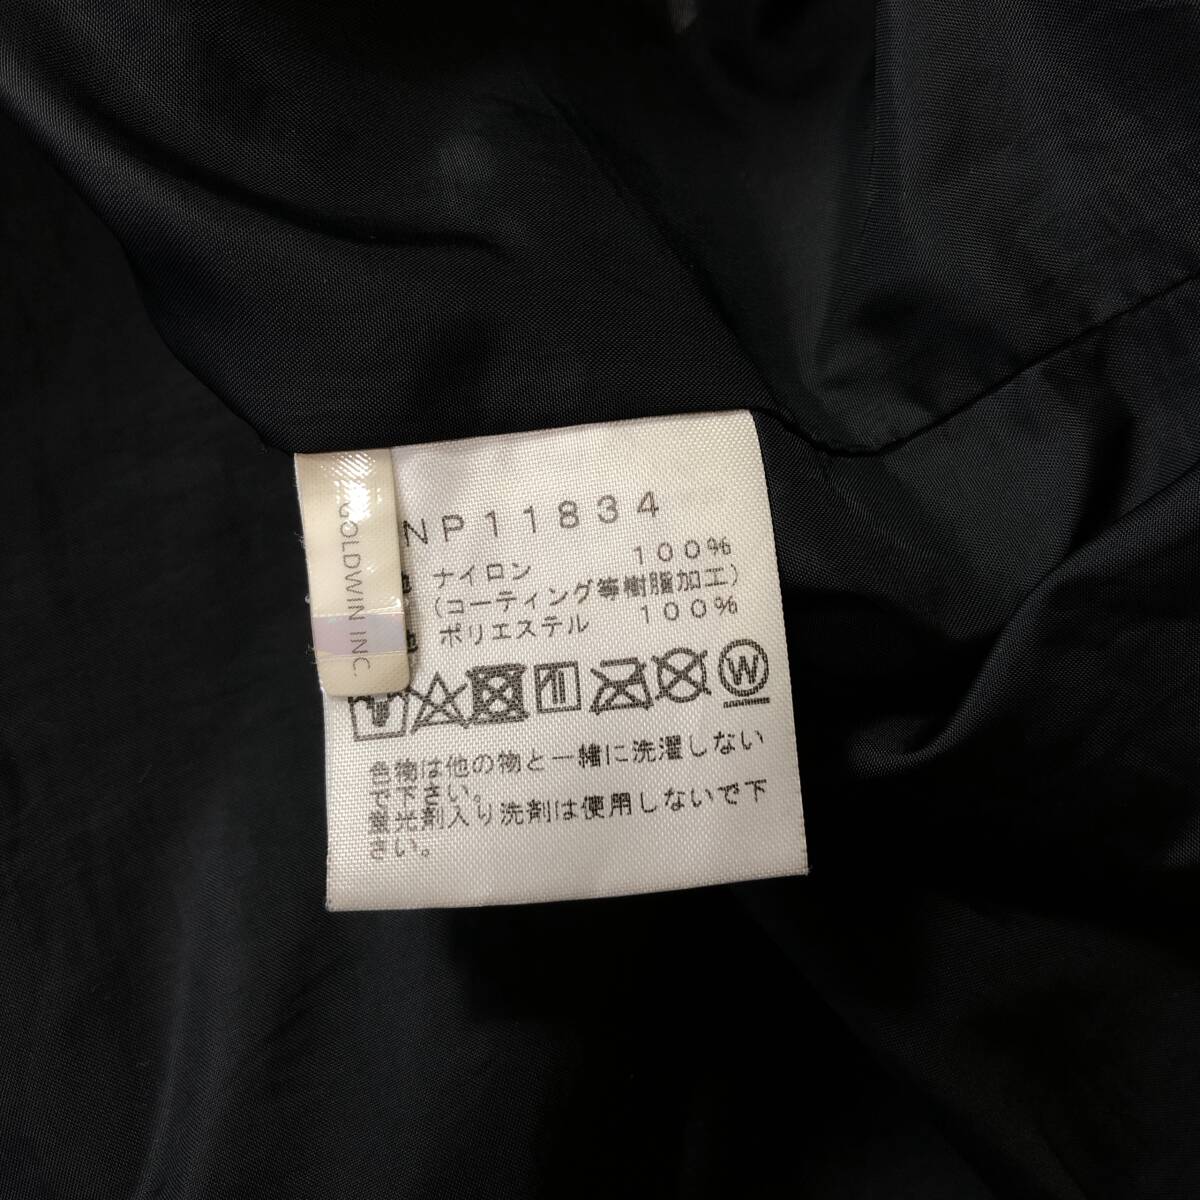 NP11834
GOLDWIN INC
ナイロン 100%
(コーティング等樹脂加工)
地 ポリエステル 100%
W
色物は他の物と一緒に洗濯しない
で下さい。
蛍光剤入り洗剤は使用しないで下
さい。